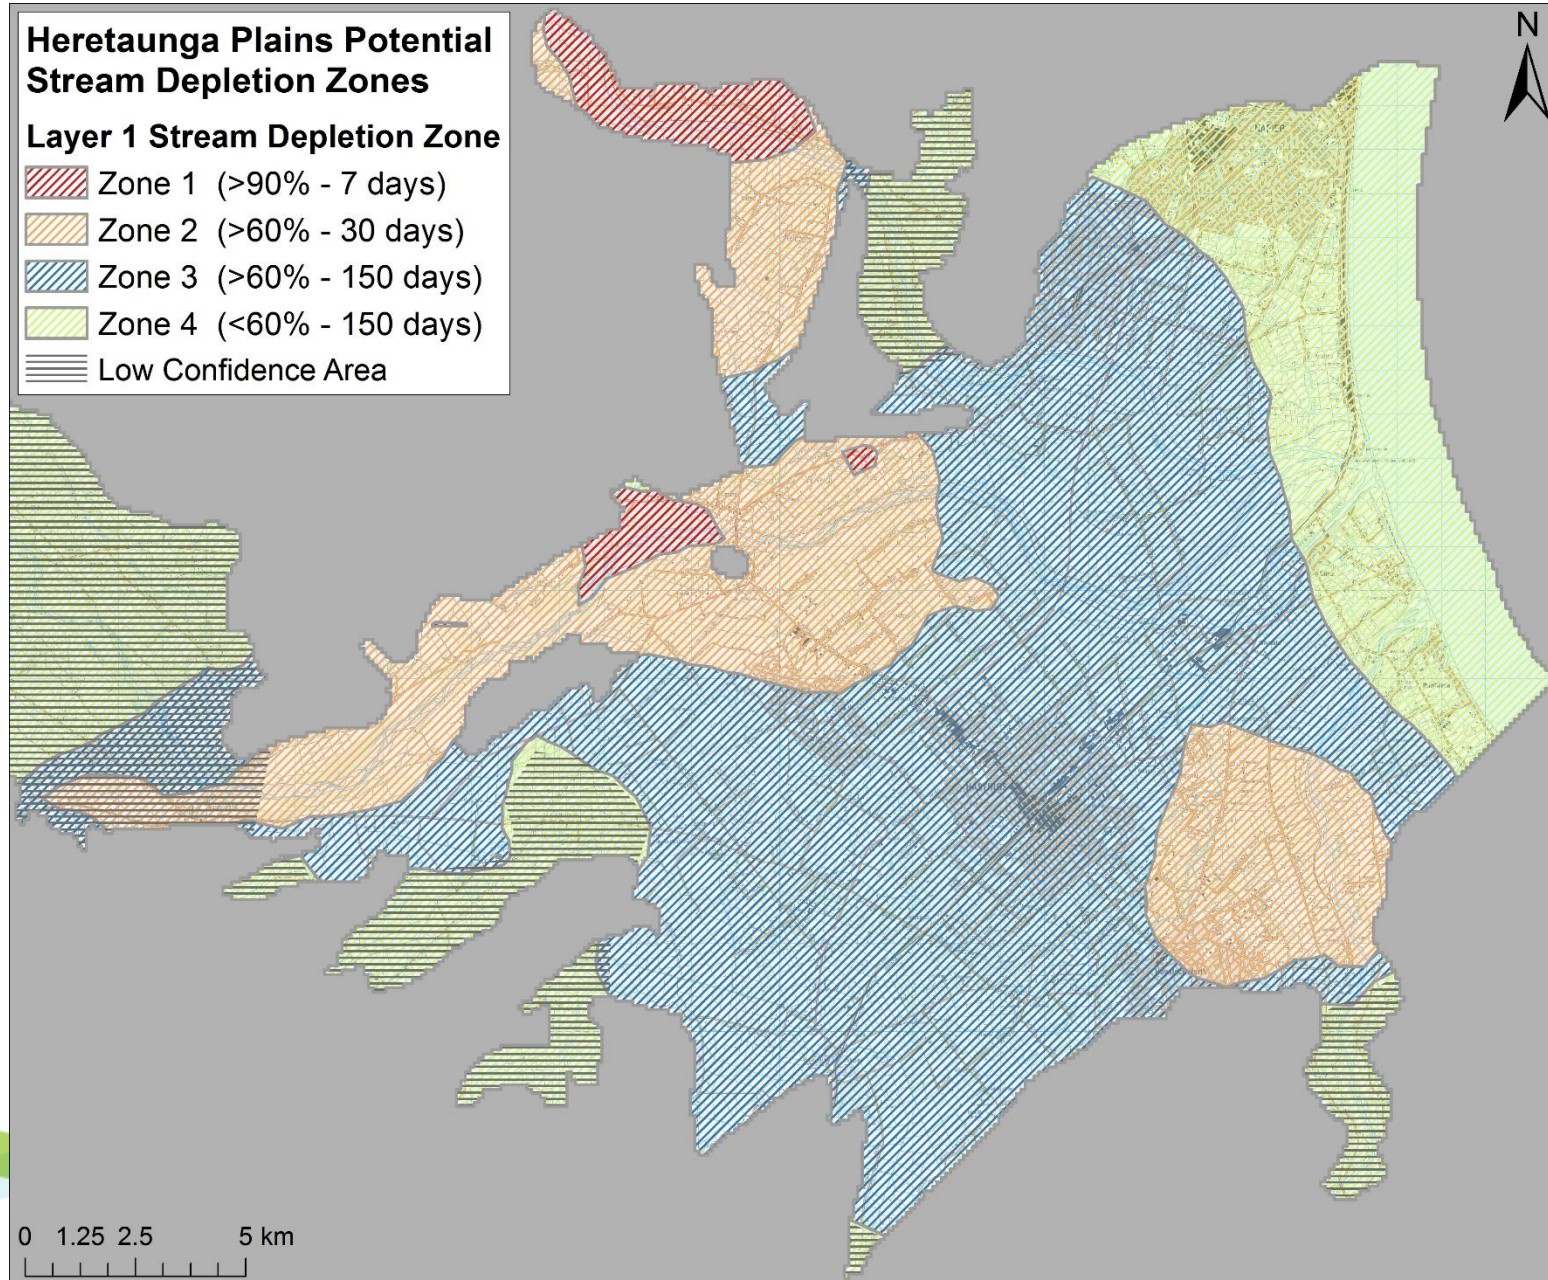 Heretaunga Plains Potential
Stream Depletion Zones
Layer 1 Stream Depletion Zone
Zone 1 (>90% - 7 days)
Zone 2 (>60% - 30 days)
Zone 3 (>60% - 150 days)
Zone 4 (<60% - 150 days)
Low Confidence Area
N
NAPIER
HASTINGS
0 1.25 2.5 5 km